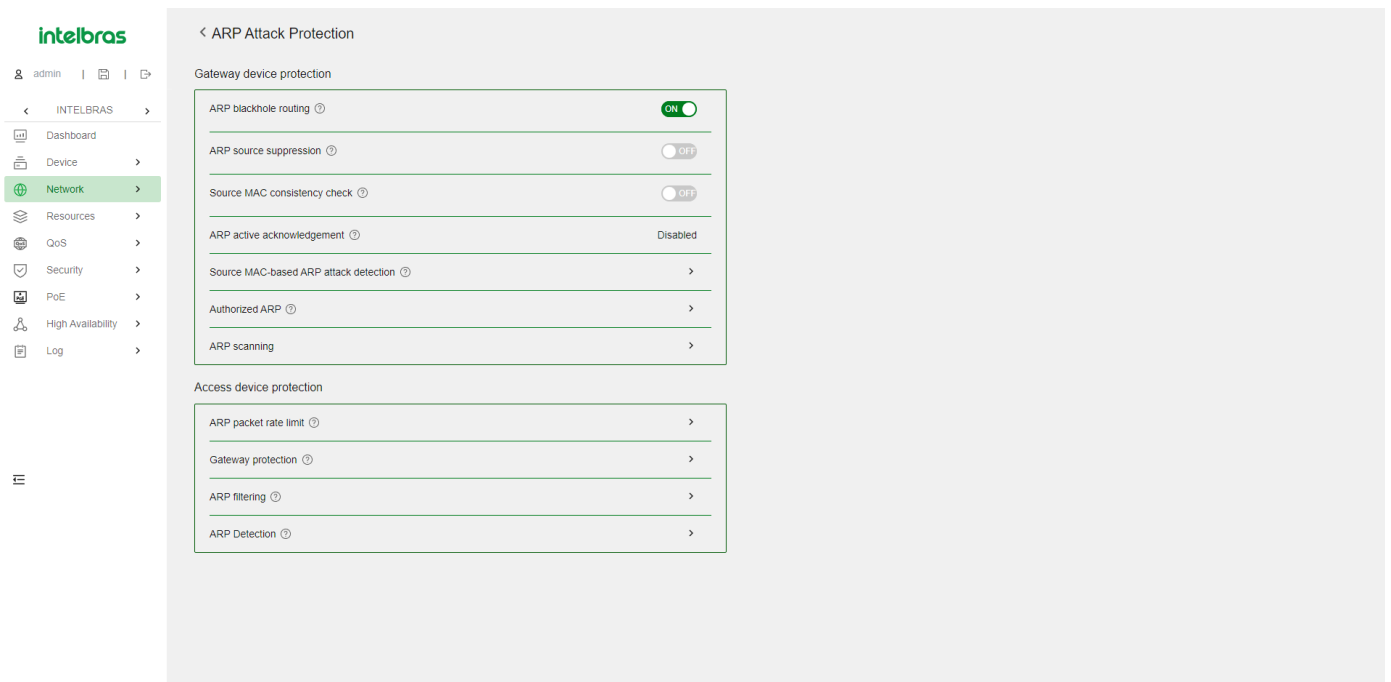 intelbras
admin | |
INTELBRAS
Dashboard
Device
Network
Resources
QoS
Security
PoE
High Availability
Log
ARP Attack Protection
Gateway device protection
ARP blackhole routing ? ON
ARP source suppression ? OFF
Source MAC consistency check ? OFF
ARP active acknowledgement ? Disabled
Source MAC-based ARP attack detection ?
Authorized ARP ?
ARP scanning
Access device protection
ARP packet rate limit ?
Gateway protection ?
ARP filtering ?
ARP Detection ?